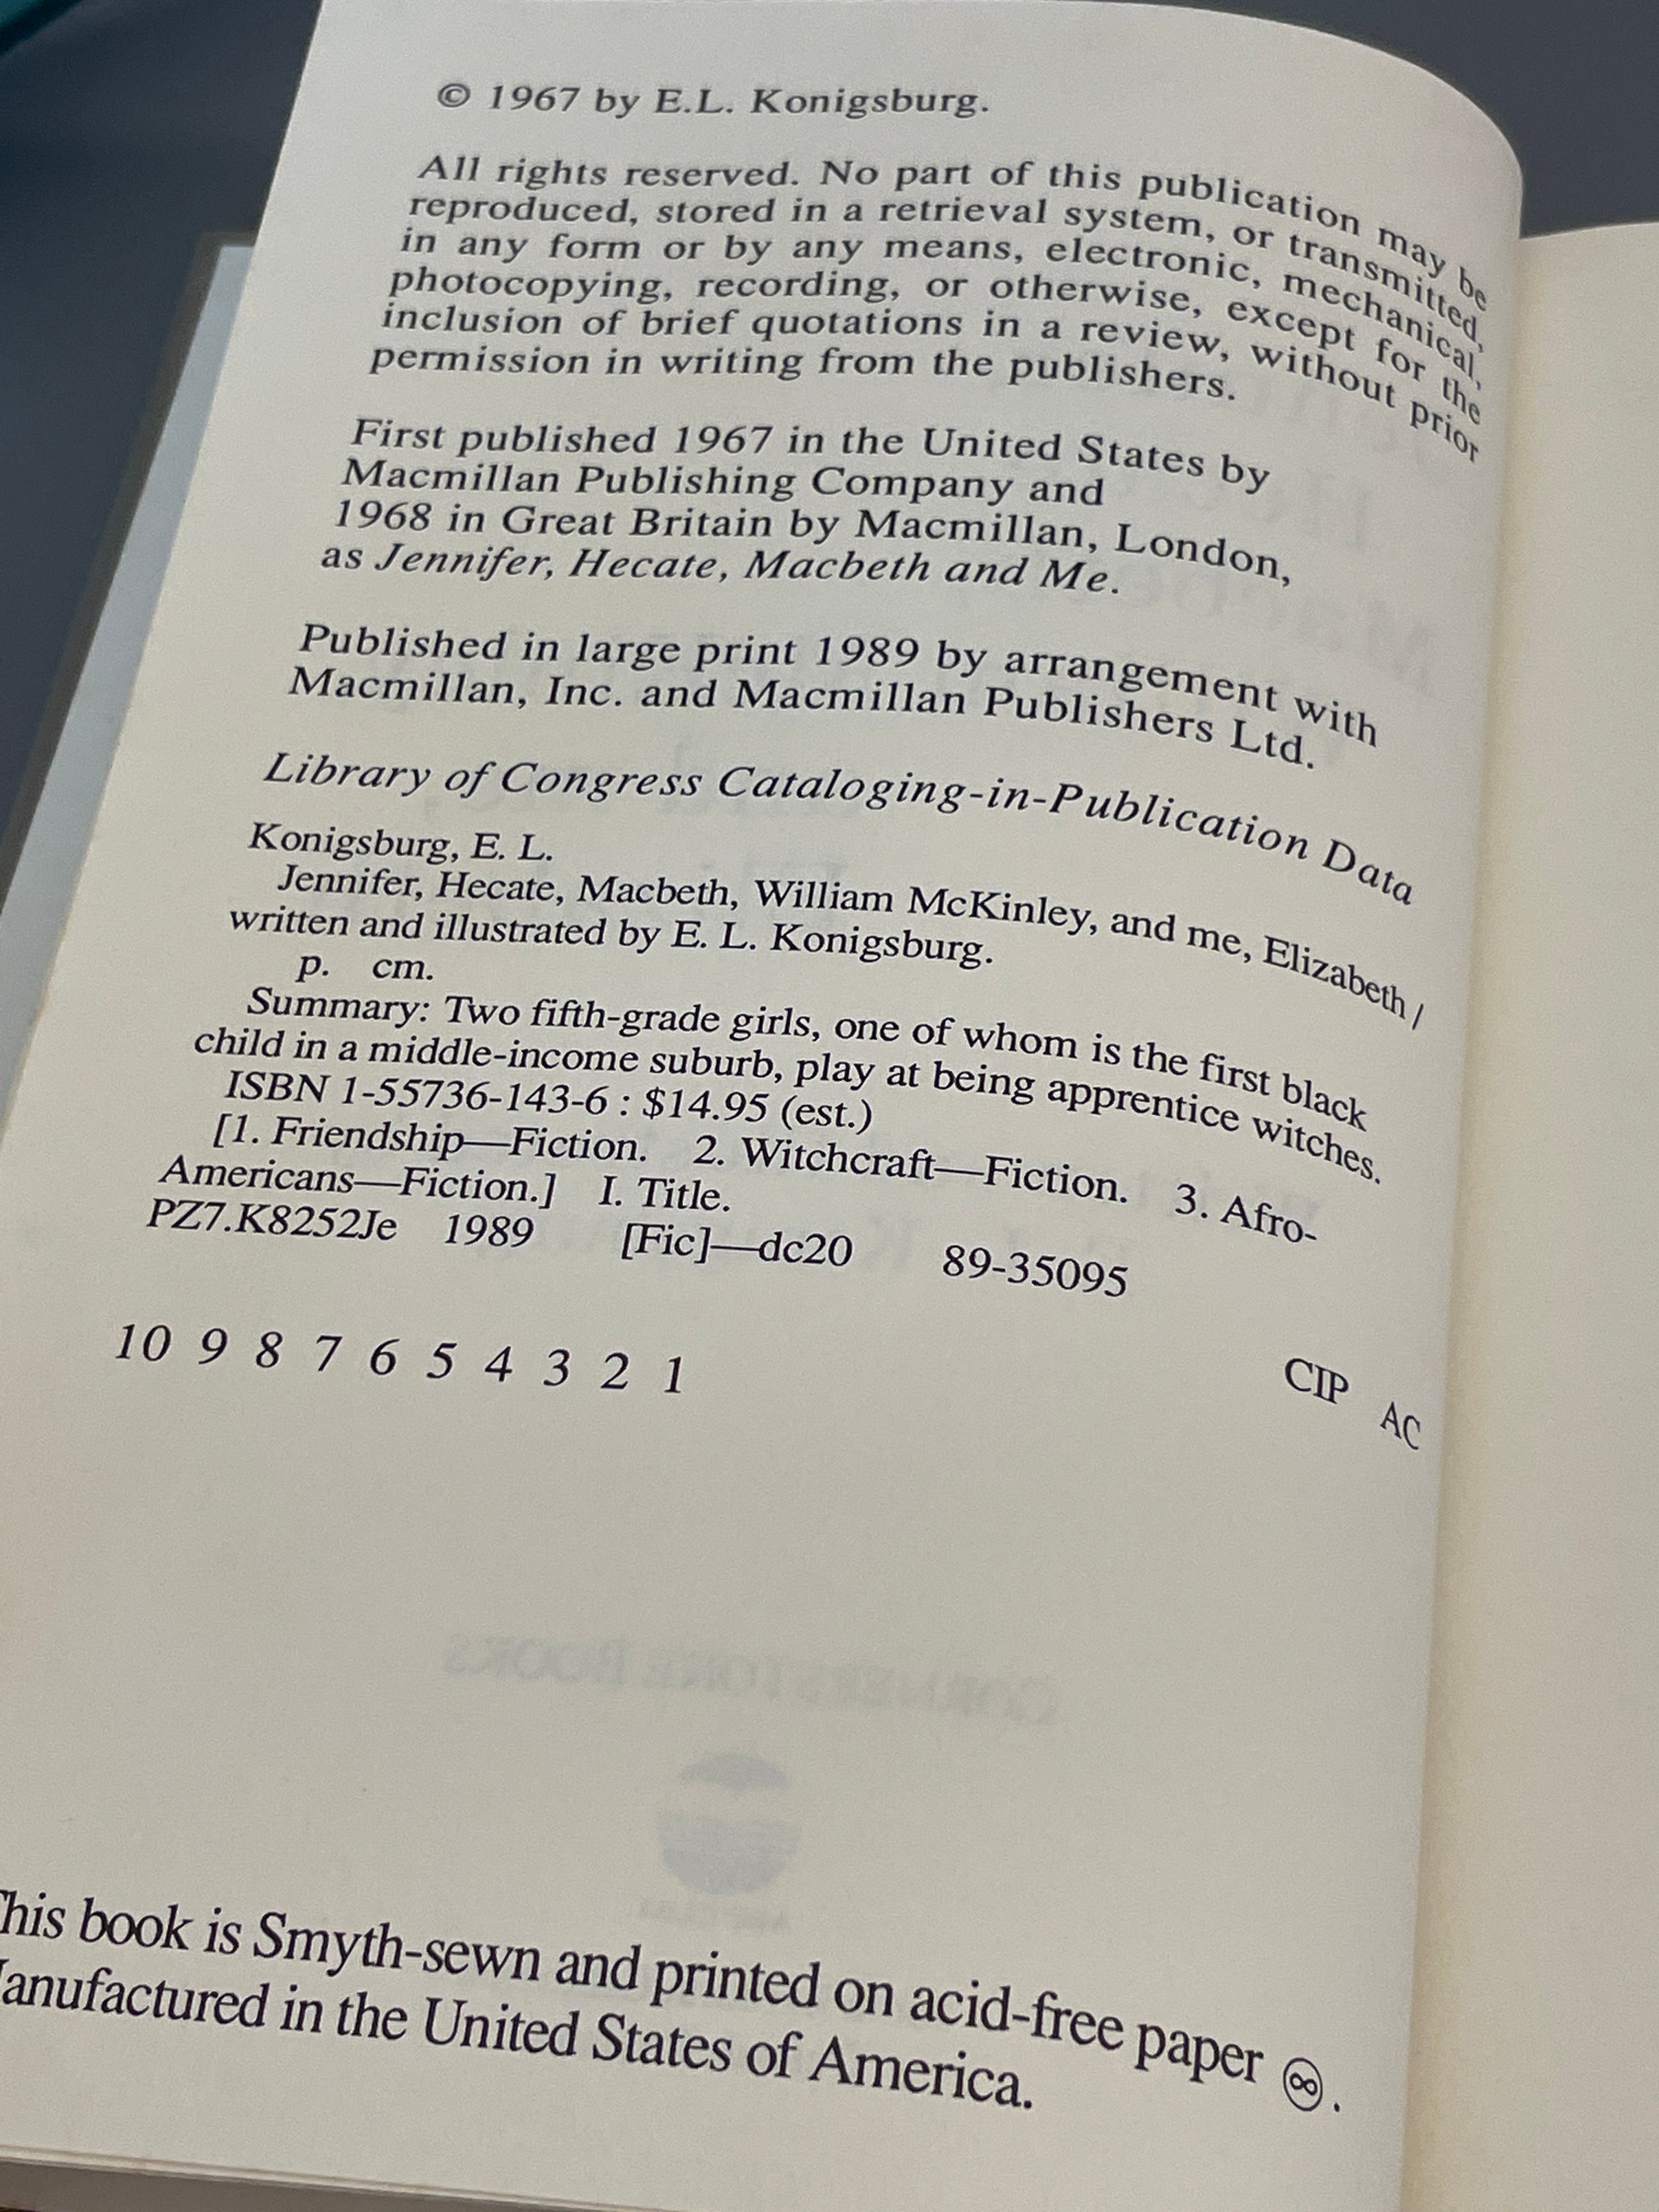 © 1967 by E.L. Konigsburg.
All rights reserved. No part of this publication may be
reproduced, stored in a retrieval system, or transmitted,
in any form or by any means, electronic, mechanical,
photocopying, recording, or otherwise, except for the
inclusion of brief quotations in a review, without prior
permission in writing from the publishers.
First published 1967 in the United States by
Macmillan Publishing Company and
1968 in Great Britain by Macmillan, London,
as Jennifer, Hecate, Macbeth and Me.
Published in large print 1989 by arrangement with
Macmillan, Inc. and Macmillan Publishers Ltd.
Library of Congress Cataloging-in-Publication Data
Konigsburg, E. L.
Jennifer, Hecate, Macbeth, William McKinley, and me, Elizabeth /
written and illustrated by E. L. Konigsburg.
p. cm.
Summary: Two fifth-grade girls, one of whom is the first black
child in a middle-income suburb, play at being apprentice witches.
ISBN 1-55736-143-6 : $14.95 (est.)
[1. Friendship—Fiction. 2. Witchcraft—Fiction. 3. Afro-
Americans—Fiction.] I. Title.
PZ7.K8252Je 1989 [Fic]—dc20 89-35095
CIP AC
10 9 8 7 6 5 4 3 2 1
CORNERSTONE BOOKS
This book is Smyth-sewn and printed on acid-free paper ♾.
Manufactured in the United States of America.